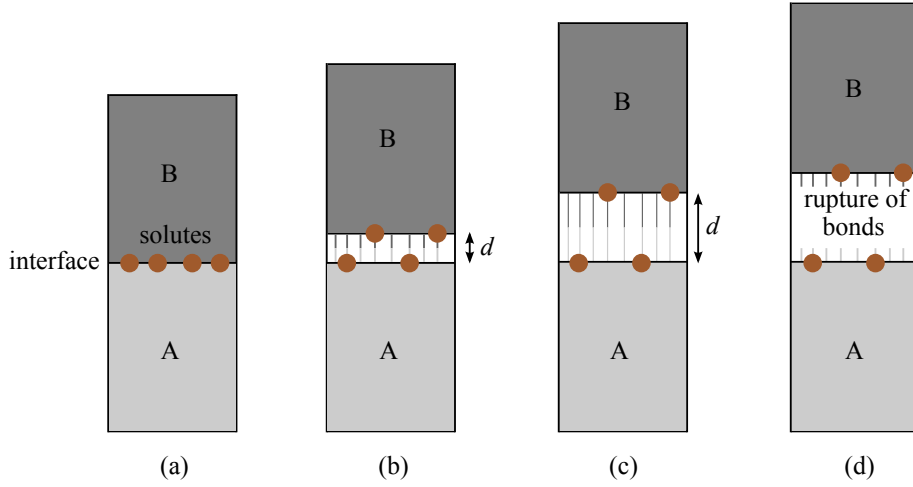 B
solutes
interface
A
(a)
B
d
A
(b)
B
d
A
(c)
B
rupture of
bonds
A
(d)